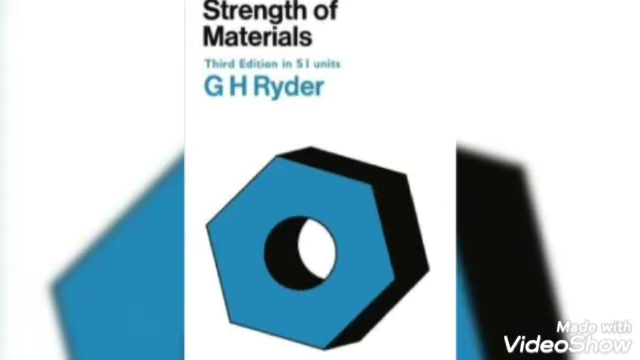 Strength of
Materials
Third Edition in SI units
G H Ryder
Made with
VideoShow